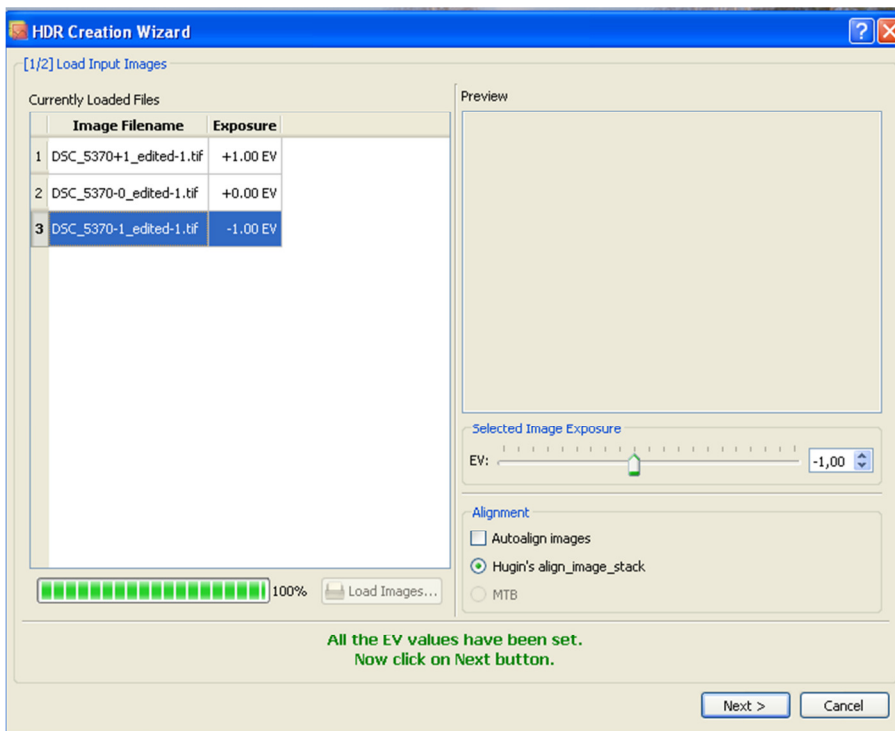 HDR Creation Wizard
[1/2] Load Input Images
Currently Loaded Files
Image Filename Exposure
1 DSC_5370+1_edited-1.tif +1.00 EV
2 DSC_5370-0_edited-1.tif +0.00 EV
3 DSC_5370-1_edited-1.tif -1.00 EV
100% Load Images...
Preview
Selected Image Exposure
EV: -1,00
Alignment
Autoalign images
Hugin's align_image_stack
MTB
All the EV values have been set.
Now click on Next button.
Next > Cancel